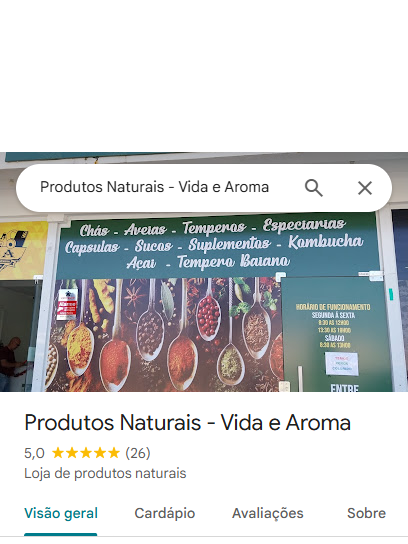 Produtos Naturais - Vida e Aroma
Chás - Aveias - Temperos - Especiarias
Capsulas - Sucos - Suplementos - Kombucha
Açaí - Tempero Baiano
HORÁRIO DE FUNCIONAMENTO
SEGUNDA À SEXTA
8:30 AS 12H00
13:30 AS 19H00
SÁBADO
8:30 AS 13H00
ENTRE
Produtos Naturais - Vida e Aroma
5,0 (26)
Loja de produtos naturais
Visão geral Cardápio Avaliações Sobre